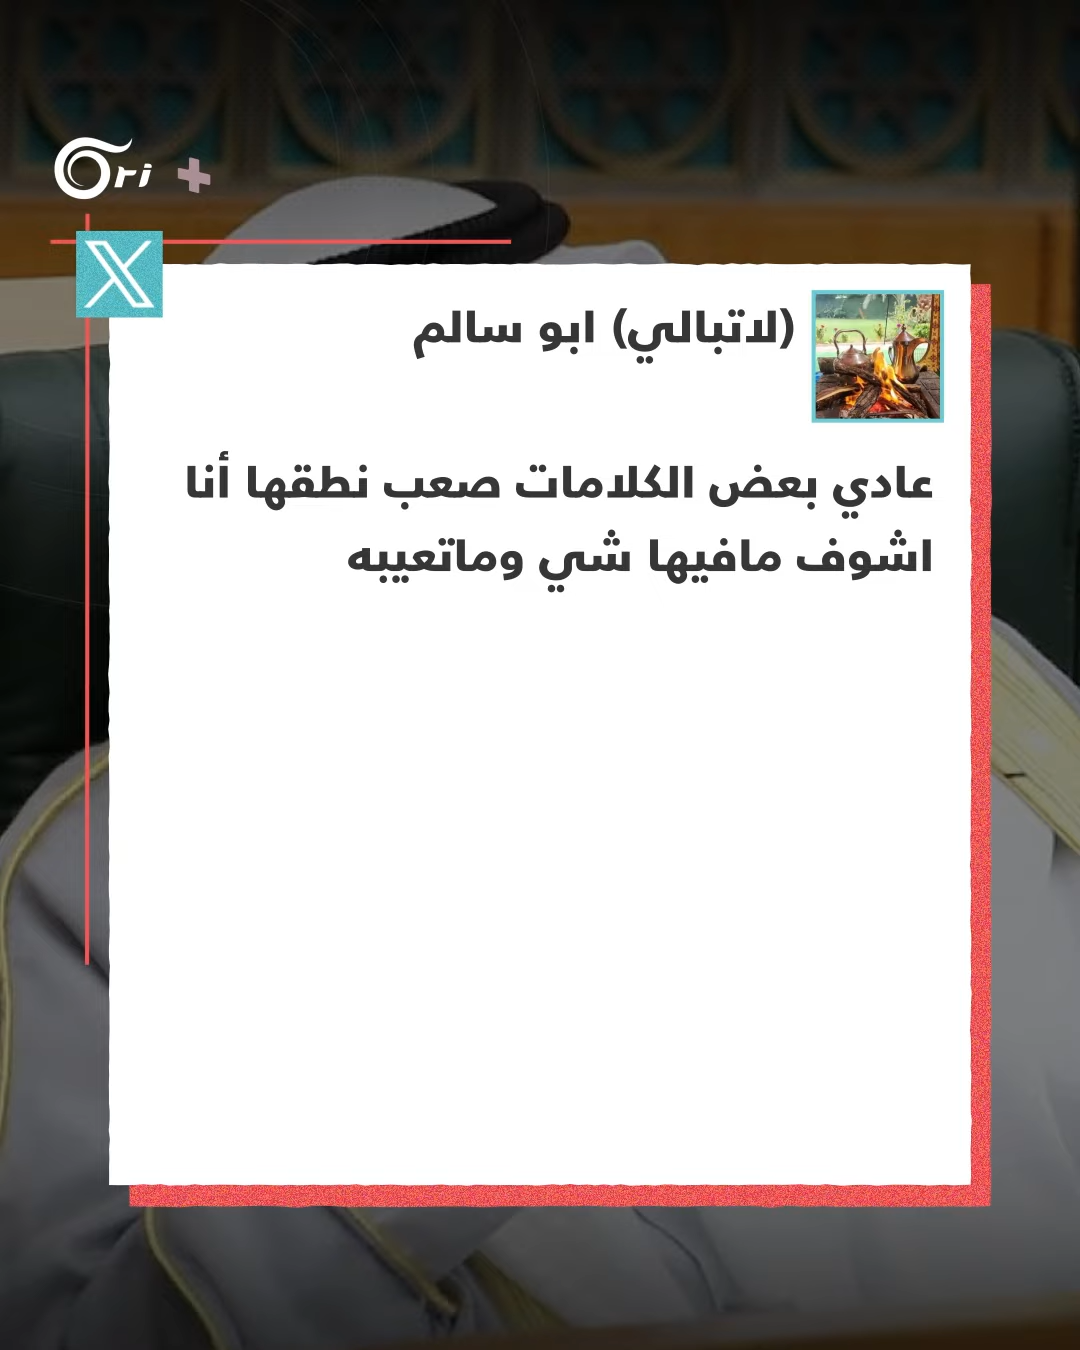 Ori +
X
(لاتبالي) ابو سالم
عادي بعض الكلامات صعب نطقها أنا
اشوف مافيها شي وماتعيبه